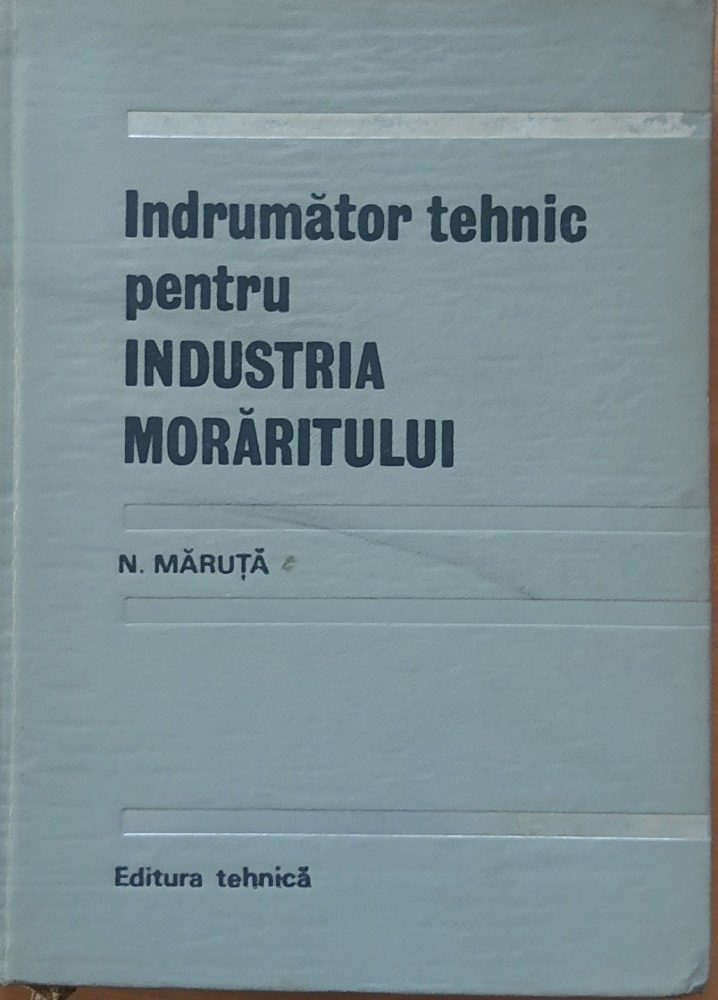 Indrumător tehnic
pentru
INDUSTRIA
MORĂRITULUI
N. MĂRUȚĂ
Editura tehnică